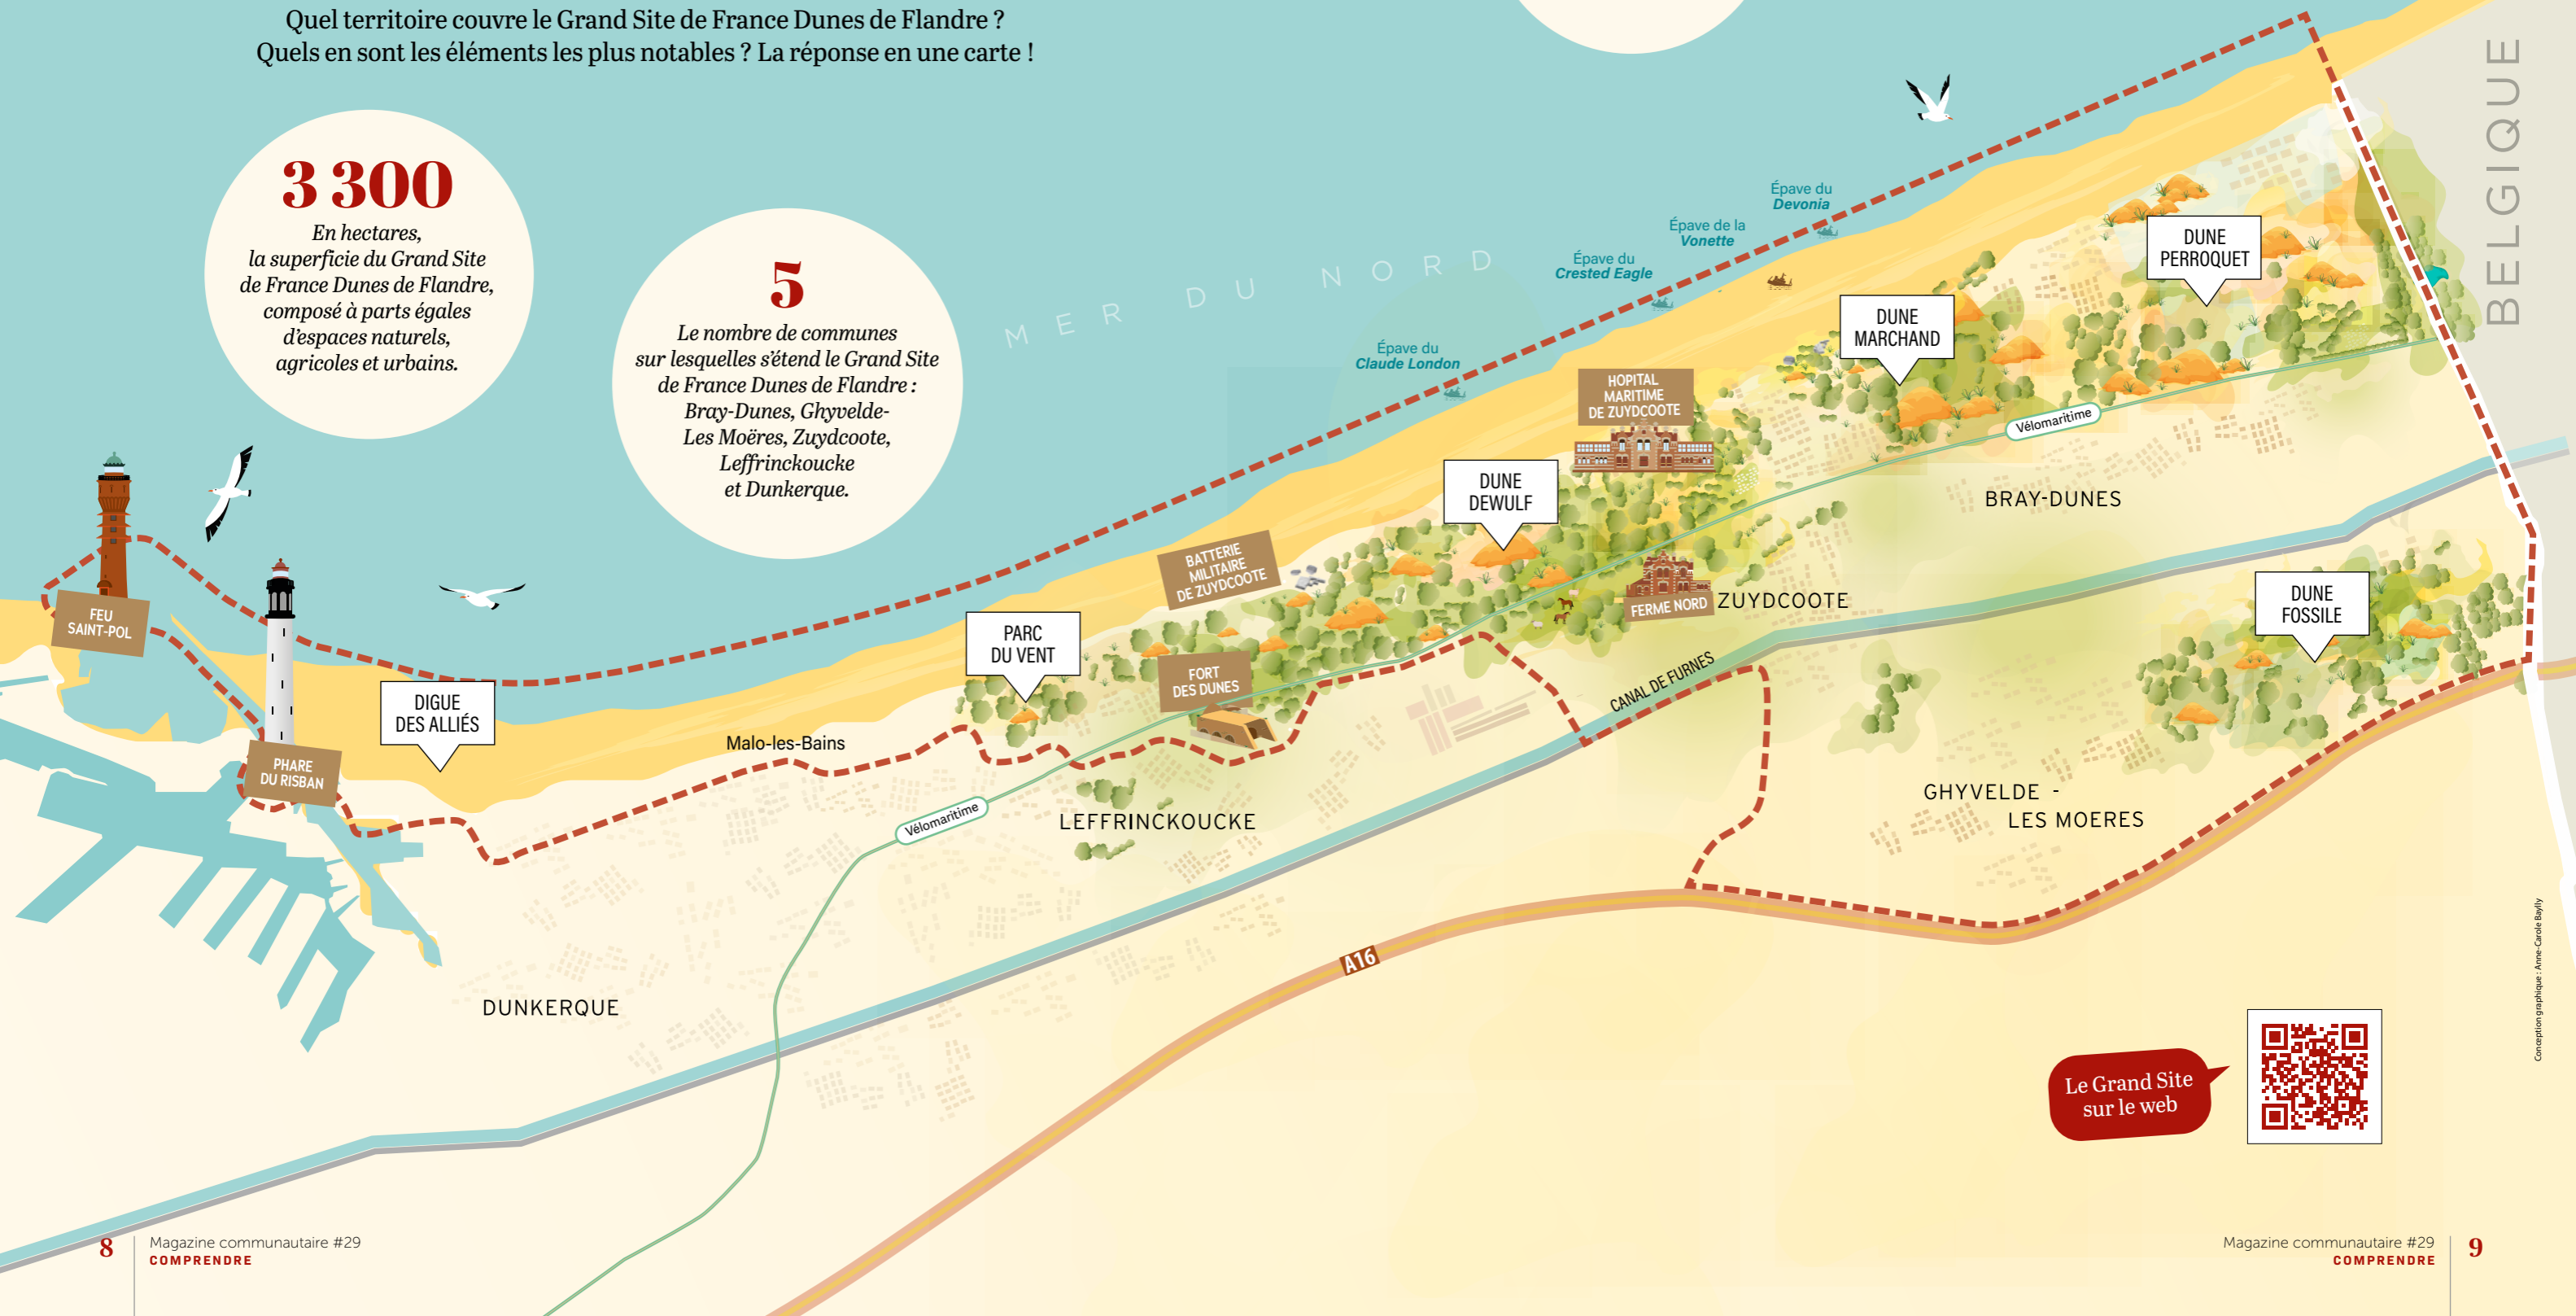 Quel territoire couvre le Grand Site de France Dunes de Flandre ?
Quels en sont les éléments les plus notables ? La réponse en une carte !
3 300
En hectares,
la superficie du Grand Site
de France Dunes de Flandre,
composé à parts égales
d'espaces naturels,
agricoles et urbains.
5
Le nombre de communes
sur lesquelles s'étend le Grand Site
de France Dunes de Flandre :
Bray-Dunes, Ghyvelde-
Les Moëres, Zuydcoote,
Leffrinckoucke
et Dunkerque.
MER DU NORD
Épave du
Devonia
Épave de la
Vonette
Épave du
Crested Eagle
Épave du
Claude London
BELGIQUE
DUNE
PERROQUET
DUNE
MARCHAND
HOPITAL
MARITIME
DE ZUYDCOOTE
Vélomaritime
DUNE
DEWULF
BRAY-DUNES
BATTERIE
MILITAIRE
DE ZUYDCOOTE
FERME NORD
ZUYDCOOTE
DUNE
FOSSILE
FEU
SAINT-POL
PARC
DU VENT
FORT
DES DUNES
CANAL DE FURNES
DIGUE
DES ALLIÉS
Malo-les-Bains
PHARE
DU RISBAN
Vélomaritime
LEFFRINCKOUCKE
GHYVELDE -
LES MOERES
A16
DUNKERQUE
Le Grand Site
sur le web
Conception graphique : Anne-Carole Baylly
8
Magazine communautaire #29
COMPRENDRE
Magazine communautaire #29
COMPRENDRE
9